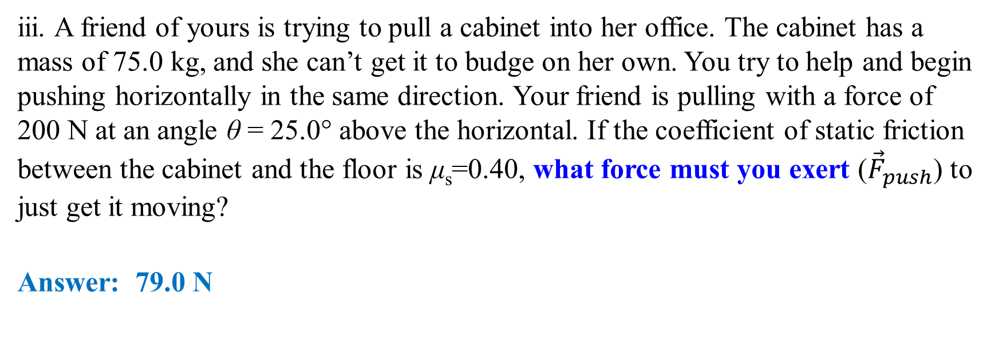 iii. A friend of yours is trying to pull a cabinet into her office. The cabinet has a
mass of 75.0 kg, and she can’t get it to budge on her own. You try to help and begin
pushing horizontally in the same direction. Your friend is pulling with a force of
200 N at an angle θ = 25.0° above the horizontal. If the coefficient of static friction
between the cabinet and the floor is μₛ=0.40, what force must you exert (F⃗_push) to
just get it moving?
Answer: 79.0 N